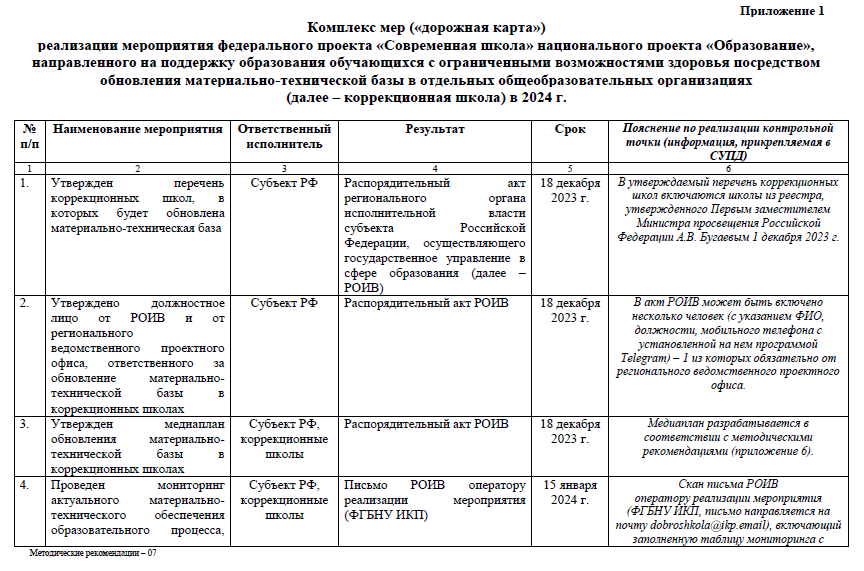 Приложение 1
Комплекс мер («дорожная карта»)
реализации мероприятия федерального проекта «Современная школа» национального проекта «Образование»,
направленного на поддержку образования обучающихся с ограниченными возможностями здоровья посредством
обновления материально-технической базы в отдельных общеобразовательных организациях
(далее – коррекционная школа) в 2024 г.
№
п/п
Наименование мероприятия
Ответственный
исполнитель
Результат
Срок
Пояснение по реализации контрольной
точки (информация, прикрепляемая в
СУПД)
1
2
3
4
5
6
1.
Утвержден перечень
коррекционных школ, в
которых будет обновлена
материально-техническая база
Субъект РФ
Распорядительный акт
регионального органа
исполнительной власти
субъекта Российской
Федерации, осуществляющего
государственное управление в
сфере образования (далее –
РОИВ)
18 декабря
2023 г.
В утверждаемый перечень коррекционных
школ включаются школы из реестра,
утвержденного Первым заместителем
Министра просвещения Российской
Федерации А.В. Бугаевым 1 декабря 2023 г.
2.
Утверждено должностное
лицо от РОИВ и от
регионального
ведомственного проектного
офиса, ответственного за
обновление материально-
технической базы в
коррекционных школах
Субъект РФ
Распорядительный акт РОИВ
18 декабря
2023 г.
В акт РОИВ может быть включено
несколько человек (с указанием ФИО,
должности, мобильного телефона с
установленной на нем программой
Telegram) – 1 из которых обязательно от
регионального ведомственного проектного
офиса.
3.
Утвержден медиаплан
обновления материально-
технической базы в
коррекционных школах
Субъект РФ,
коррекционные
школы
Распорядительный акт РОИВ
18 декабря
2023 г.
Медиаплан разрабатывается в
соответствии с методическими
рекомендациями (приложение 6).
4.
Проведен мониторинг
актуального материально-
технического обеспечения
образовательного процесса,
Субъект РФ,
коррекционные
школы
Письмо РОИВ оператору
реализации мероприятия
(ФГБНУ ИКП)
15 января
2024 г.
Скан письма РОИВ
оператору реализации мероприятия
(ФГБНУ ИКП, письмо направляется на
почту dobroshkola@ikp.email), включающий
заполненную таблицу мониторинга с
Методические рекомендации – 07